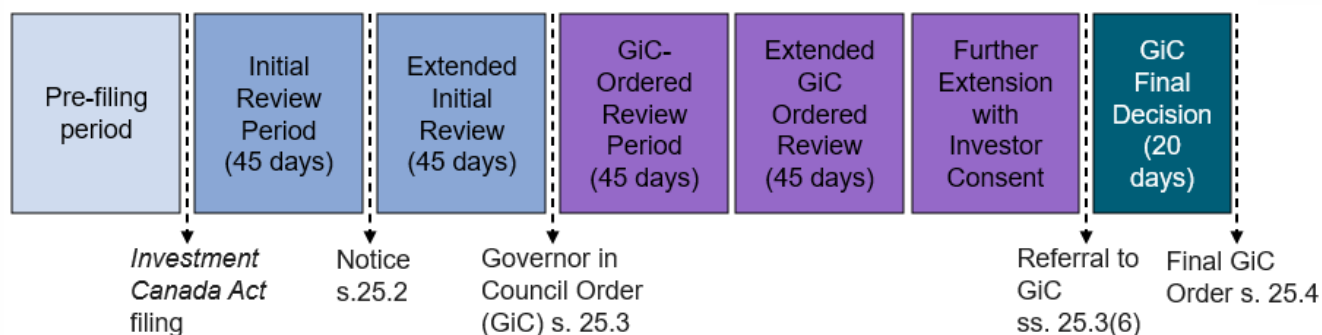 Pre-filing
period
Initial
Review
Period
(45 days)
Extended
Initial
Review
(45 days)
GiC-
Ordered
Review
Period
(45 days)
Extended
GiC
Ordered
Review
(45 days)
Further
Extension
with
Investor
Consent
GiC
Final
Decision
(20
days)
Investment
Canada Act
filing
Notice
s.25.2
Governor in
Council Order
(GiC) s. 25.3
Referral to
GiC
ss. 25.3(6)
Final GiC
Order s. 25.4